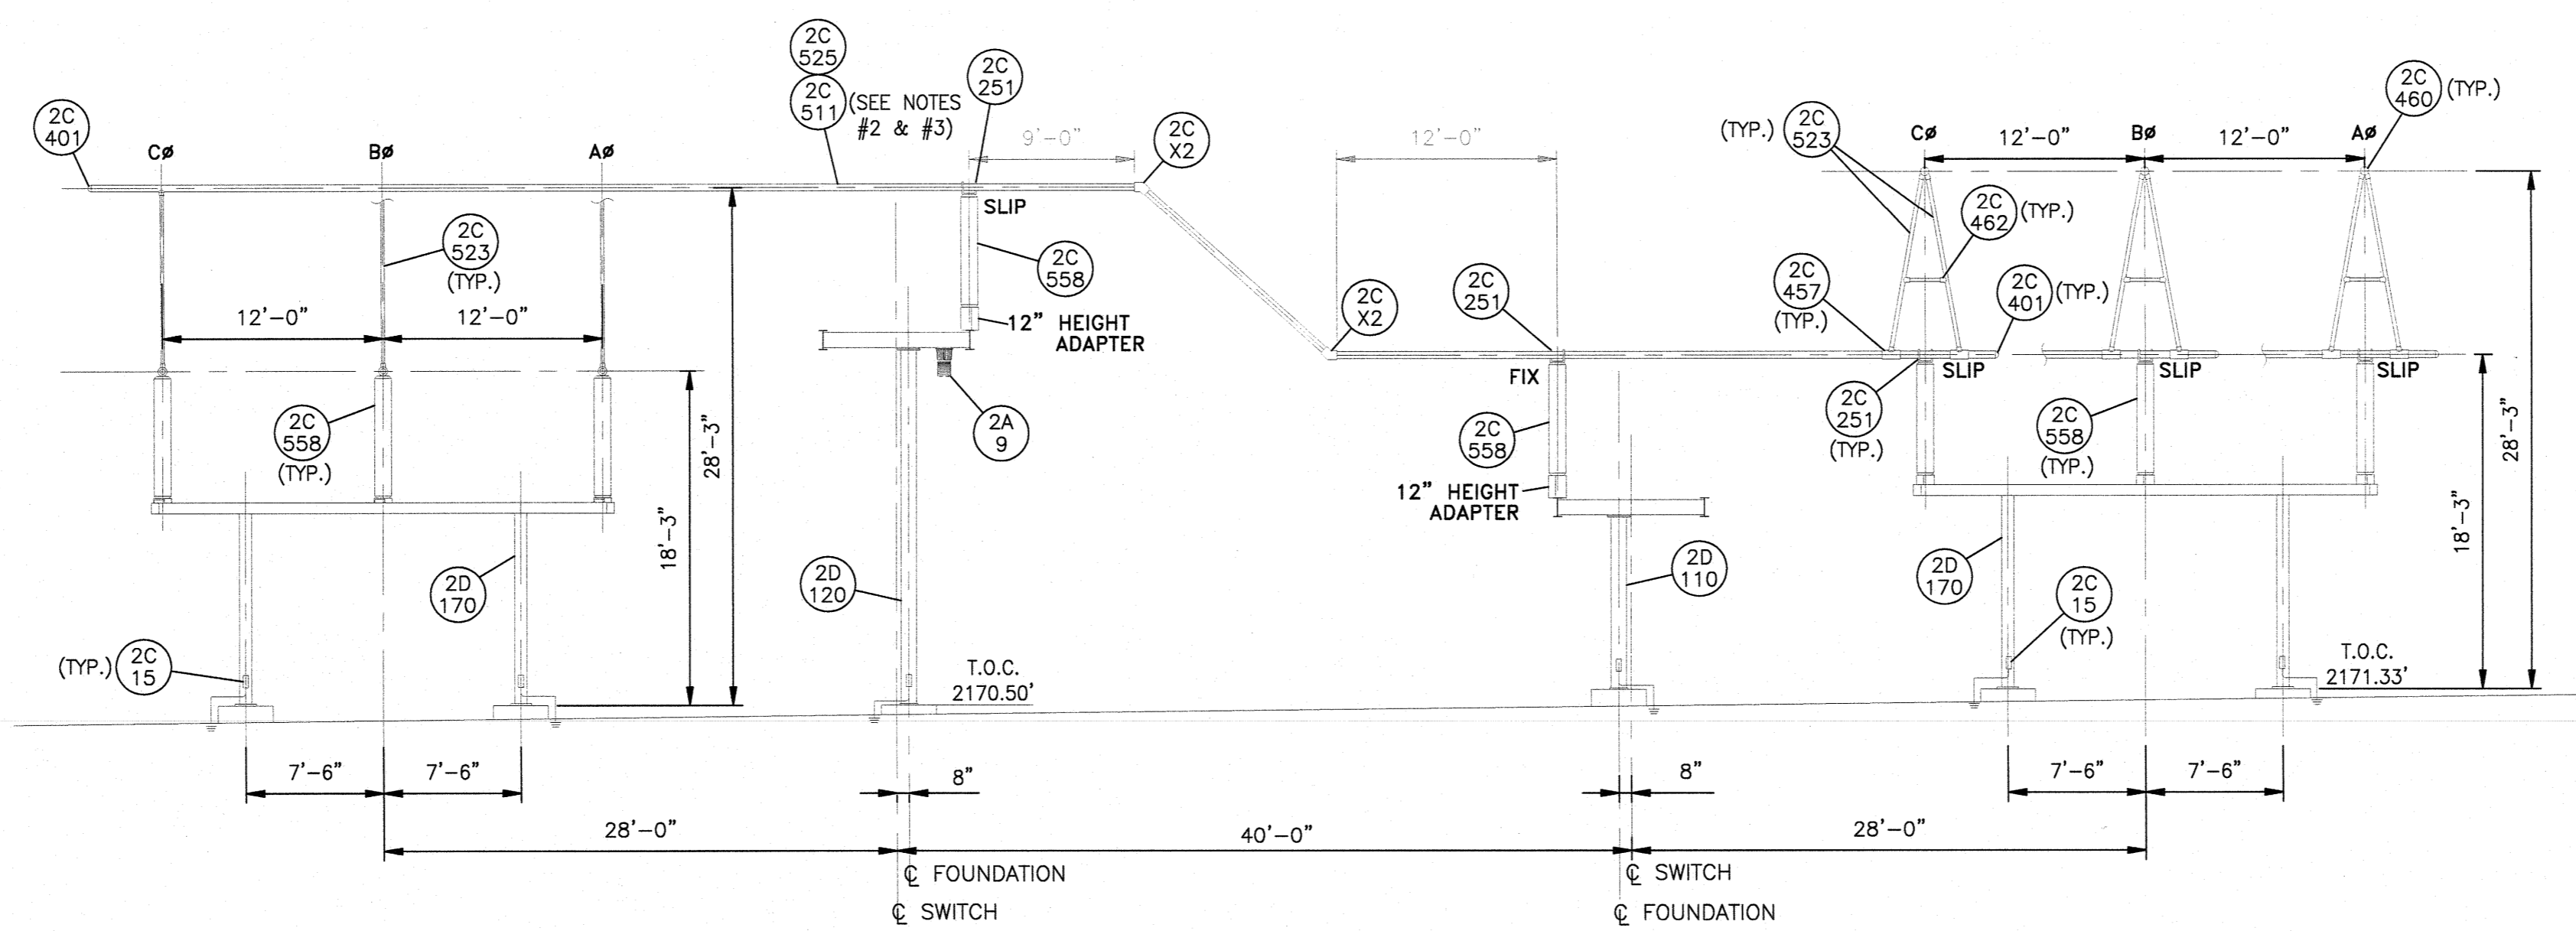 2C
401
CØ
BØ
AØ
2C
525
2C
511
(SEE NOTES
#2 & #3)
2C
251
9'-0"
2C
X2
12'-0"
(TYP.)
2C
523
CØ
12'-0"
BØ
12'-0"
AØ
2C
460
(TYP.)
SLIP
2C
523
(TYP.)
2C
558
12'-0"
12'-0"
12" HEIGHT
ADAPTER
28'-3"
18'-3"
2C
558
(TYP.)
2A
9
2C
X2
2C
251
FIX
2C
558
12" HEIGHT
ADAPTER
2C
457
(TYP.)
2C
462
(TYP.)
2C
401
(TYP.)
SLIP
SLIP
SLIP
2C
251
(TYP.)
2C
558
(TYP.)
28'-3"
18'-3"
2D
170
2D
120
2D
110
2D
170
2C
15
(TYP.)
(TYP.)
2C
15
T.O.C.
2170.50'
T.O.C.
2171.33'
7'-6"
7'-6"
8"
8"
7'-6"
7'-6"
28'-0"
40'-0"
28'-0"
℄ FOUNDATION
℄ SWITCH
℄ SWITCH
℄ FOUNDATION